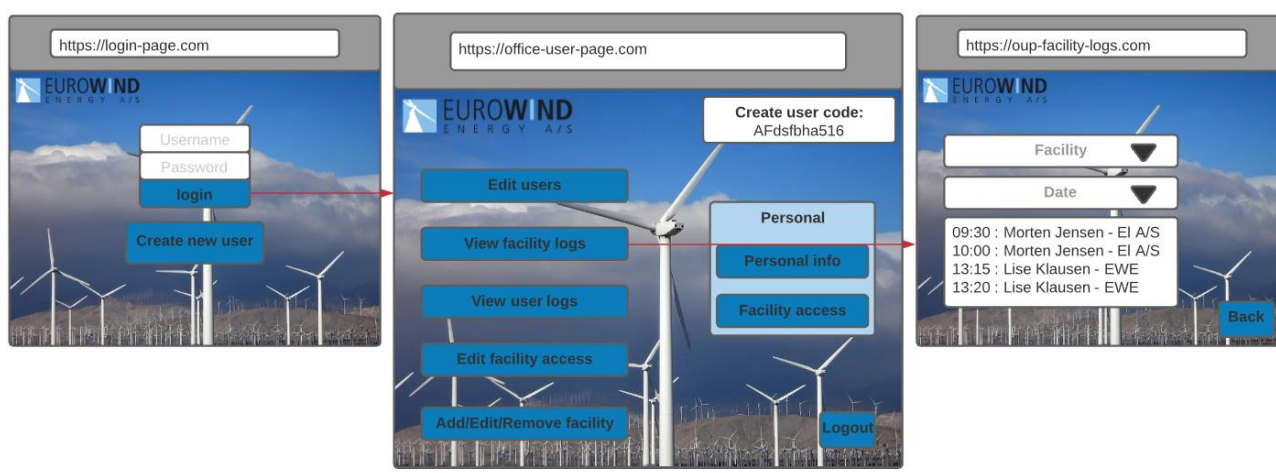 https://login-page.com
EUROWIND
ENERGY A/S
Username
Password
login
Create new user
https://office-user-page.com
EUROWIND
ENERGY A/S
Create user code:
AFdsfbha516
Edit users
View facility logs
View user logs
Edit facility access
Add/Edit/Remove facility
Personal
Personal info
Facility access
Logout
https://oup-facility-logs.com
EUROWIND
ENERGY A/S
Facility
Date
09:30 : Morten Jensen - El A/S
10:00 : Morten Jensen - El A/S
13:15 : Lise Klausen - EWE
13:20 : Lise Klausen - EWE
Back